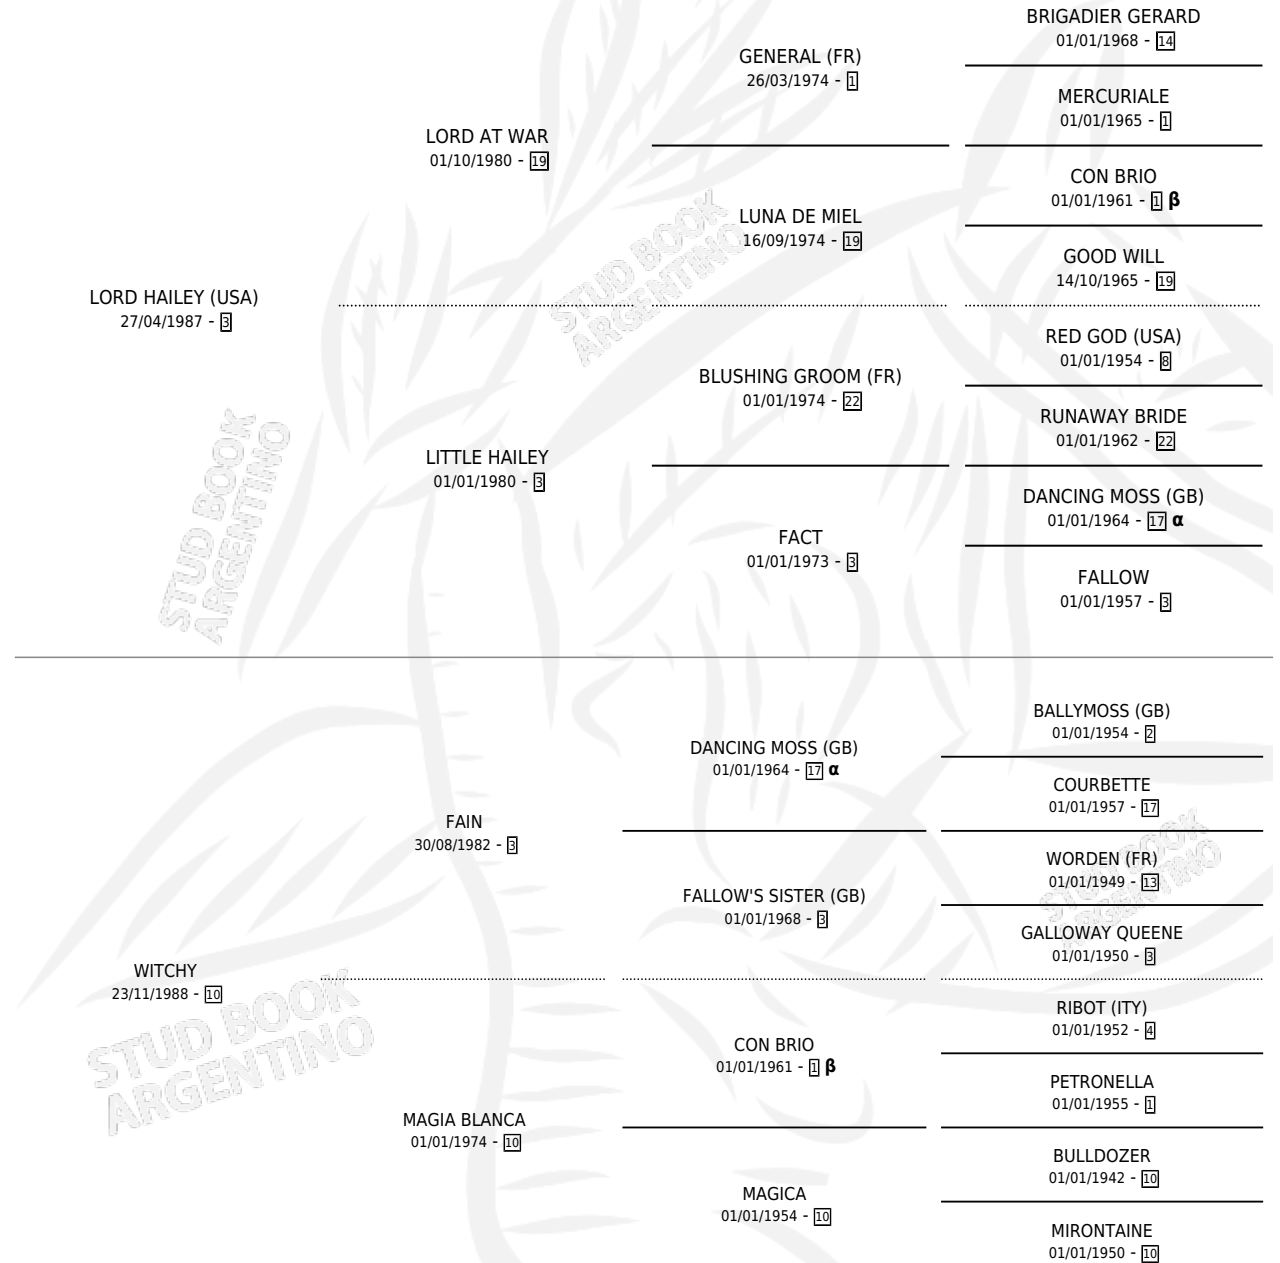 BRIGADIER GERARD
01/01/1968 - 14
GENERAL (FR)
26/03/1974 - 1
MERCURIALE
01/01/1965 - 1
LORD AT WAR
01/10/1980 - 19
CON BRIO
01/01/1961 - 1 β
LUNA DE MIEL
16/09/1974 - 19
GOOD WILL
14/10/1965 - 19
STUD BOOK
ARGENTINO
LORD HAILEY (USA)
27/04/1987 - 3
RED GOD (USA)
01/01/1954 - 8
BLUSHING GROOM (FR)
01/01/1974 - 22
RUNAWAY BRIDE
01/01/1962 - 22
LITTLE HAILEY
01/01/1980 - 3
DANCING MOSS (GB)
01/01/1964 - 17 α
FACT
01/01/1973 - 3
FALLOW
01/01/1957 - 3
STUD BOOK
ARGENTINO
BALLYMOSS (GB)
01/01/1954 - 2
DANCING MOSS (GB)
01/01/1964 - 17 α
COURBETTE
01/01/1957 - 17
FAIN
30/08/1982 - 3
WORDEN (FR)
01/01/1949 - 13
FALLOW'S SISTER (GB)
01/01/1968 - 3
GALLOWAY QUEENE
01/01/1950 - 3
STUD BOOK
ARGENTINO
WITCHY
23/11/1988 - 10
RIBOT (ITY)
01/01/1952 - 4
CON BRIO
01/01/1961 - 1 β
PETRONELLA
01/01/1955 - 1
STUD BOOK
ARGENTINO
MAGIA BLANCA
01/01/1974 - 10
BULLDOZER
01/01/1942 - 10
MAGICA
01/01/1954 - 10
MIRONTAINE
01/01/1950 - 10